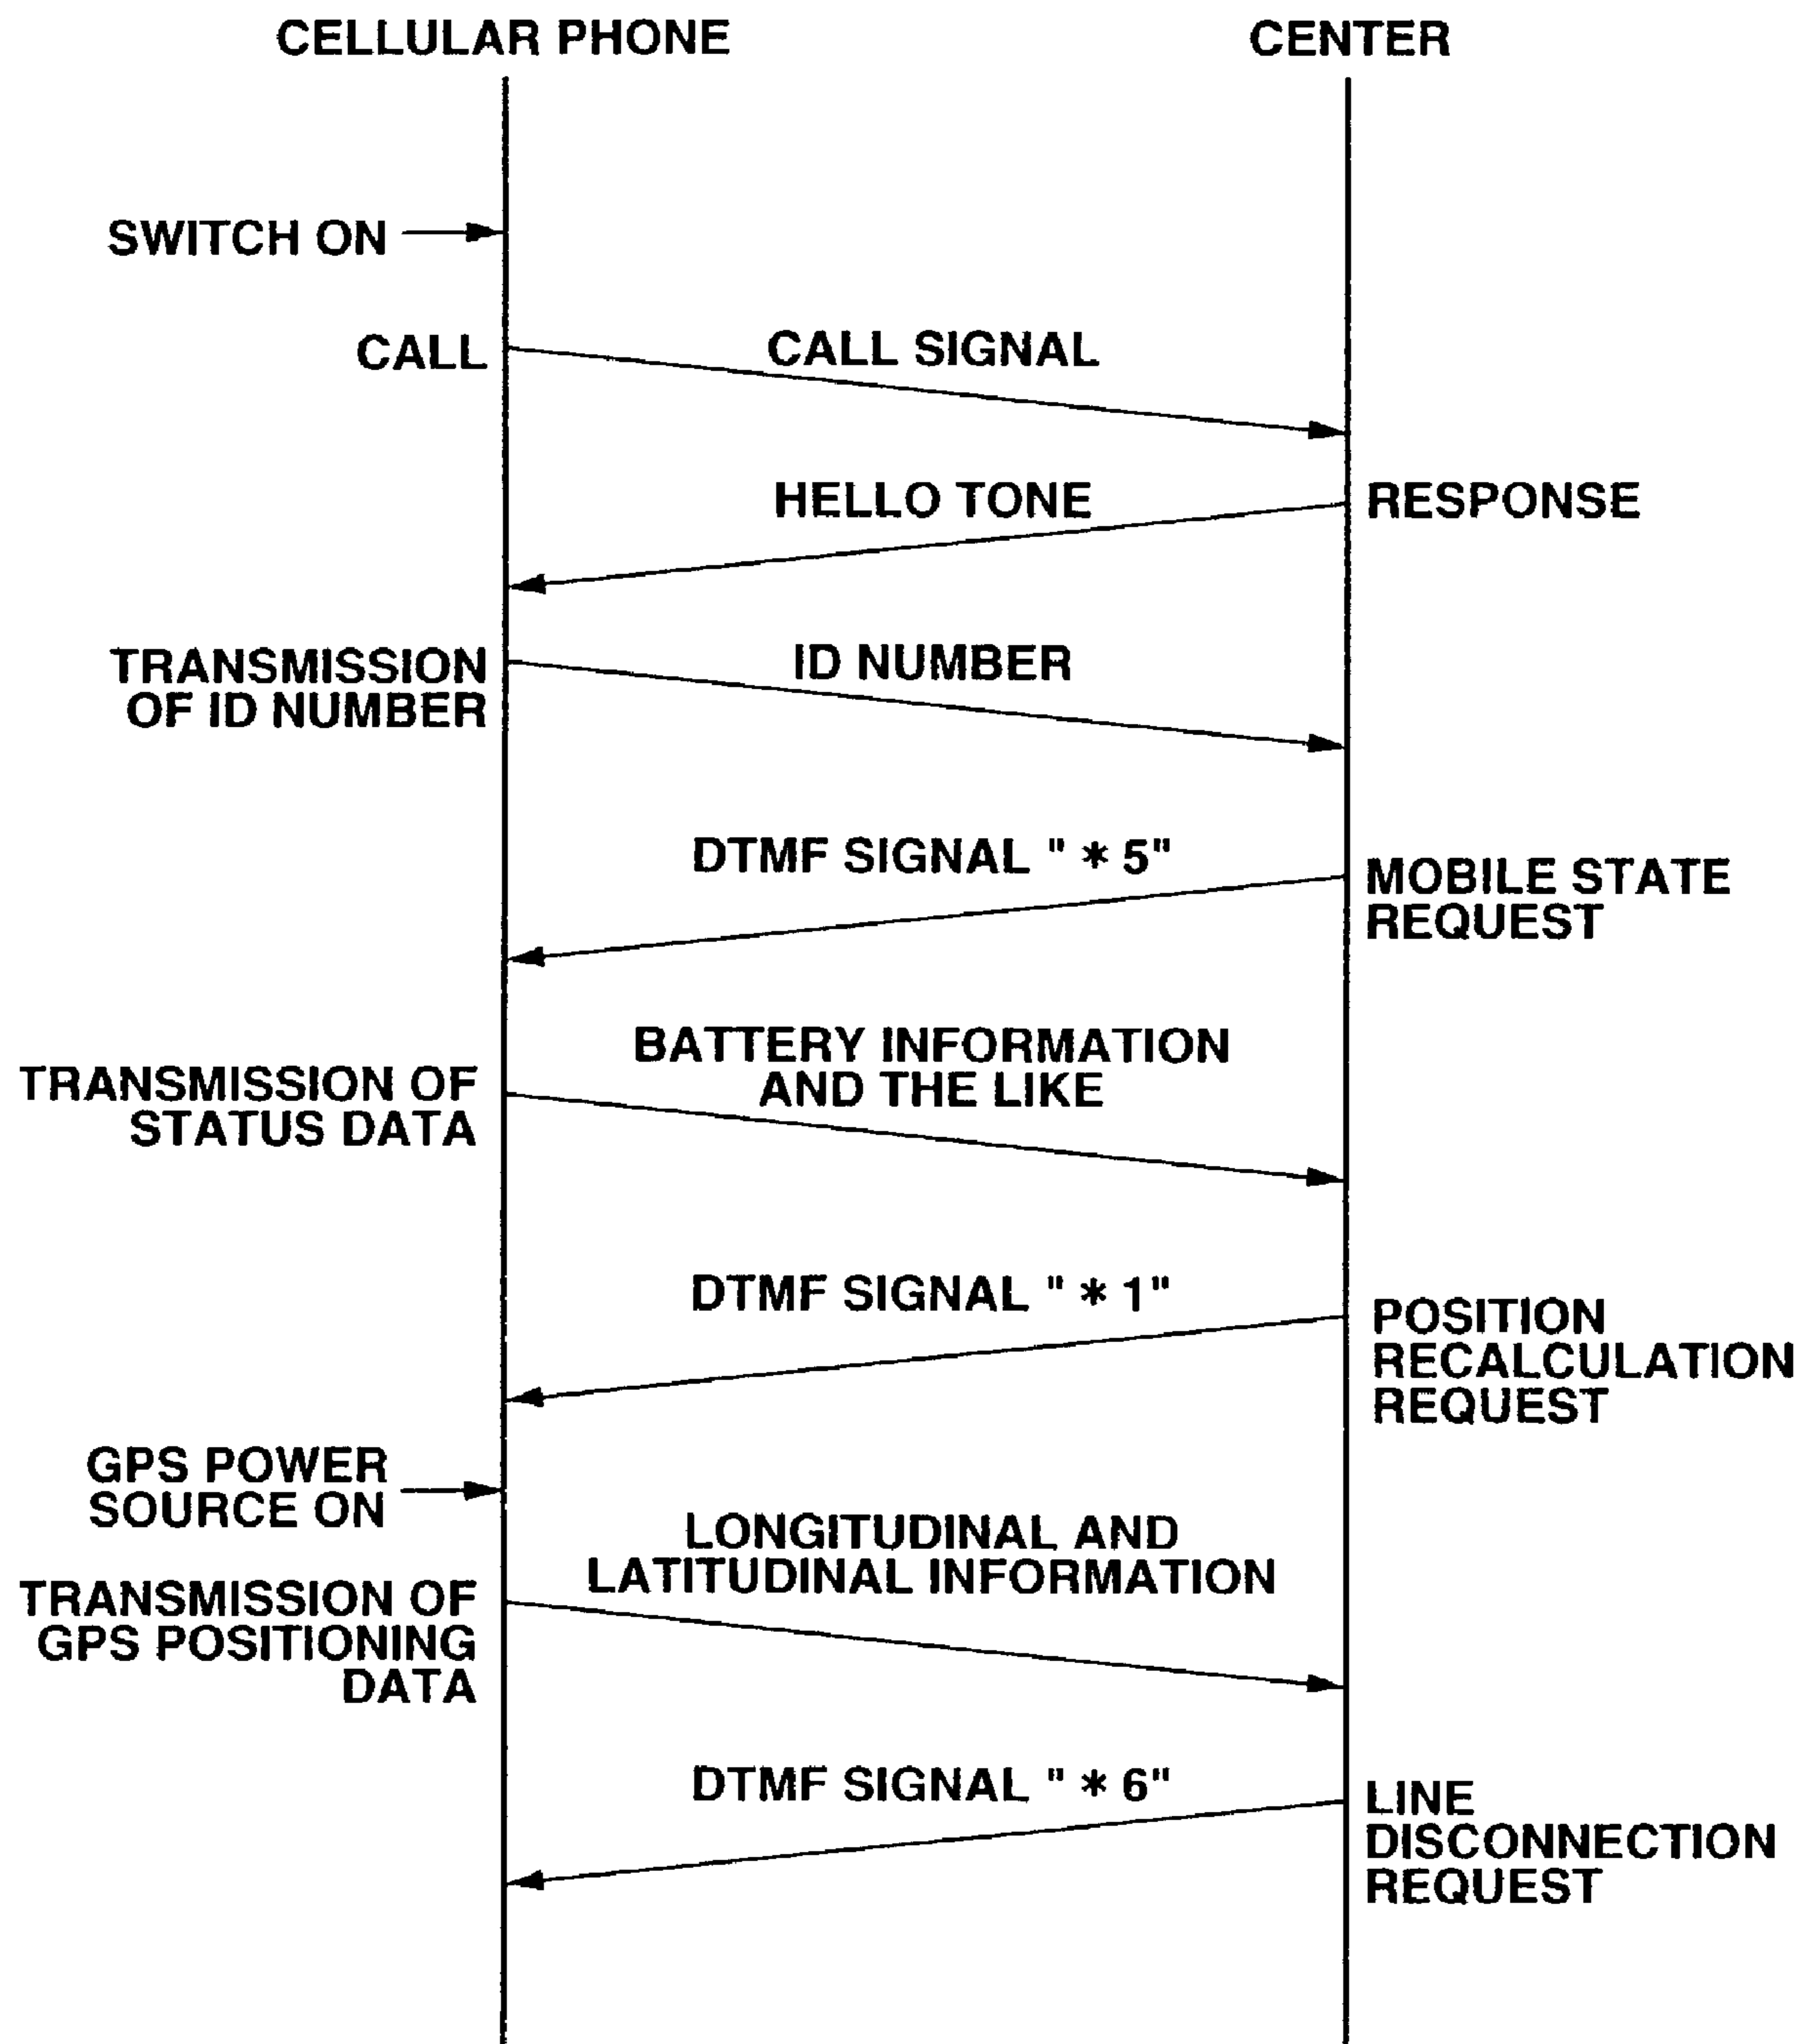 CELLULAR PHONE
CENTER
SWITCH ON
CALL
CALL SIGNAL
HELLO TONE
RESPONSE
TRANSMISSION
OF ID NUMBER
ID NUMBER
DTMF SIGNAL " * 5"
MOBILE STATE
REQUEST
BATTERY INFORMATION
AND THE LIKE
TRANSMISSION OF
STATUS DATA
DTMF SIGNAL " * 1"
POSITION
RECALCULATION
REQUEST
GPS POWER
SOURCE ON
LONGITUDINAL AND
LATITUDINAL INFORMATION
TRANSMISSION OF
GPS POSITIONING
DATA
DTMF SIGNAL " * 6"
LINE
DISCONNECTION
REQUEST